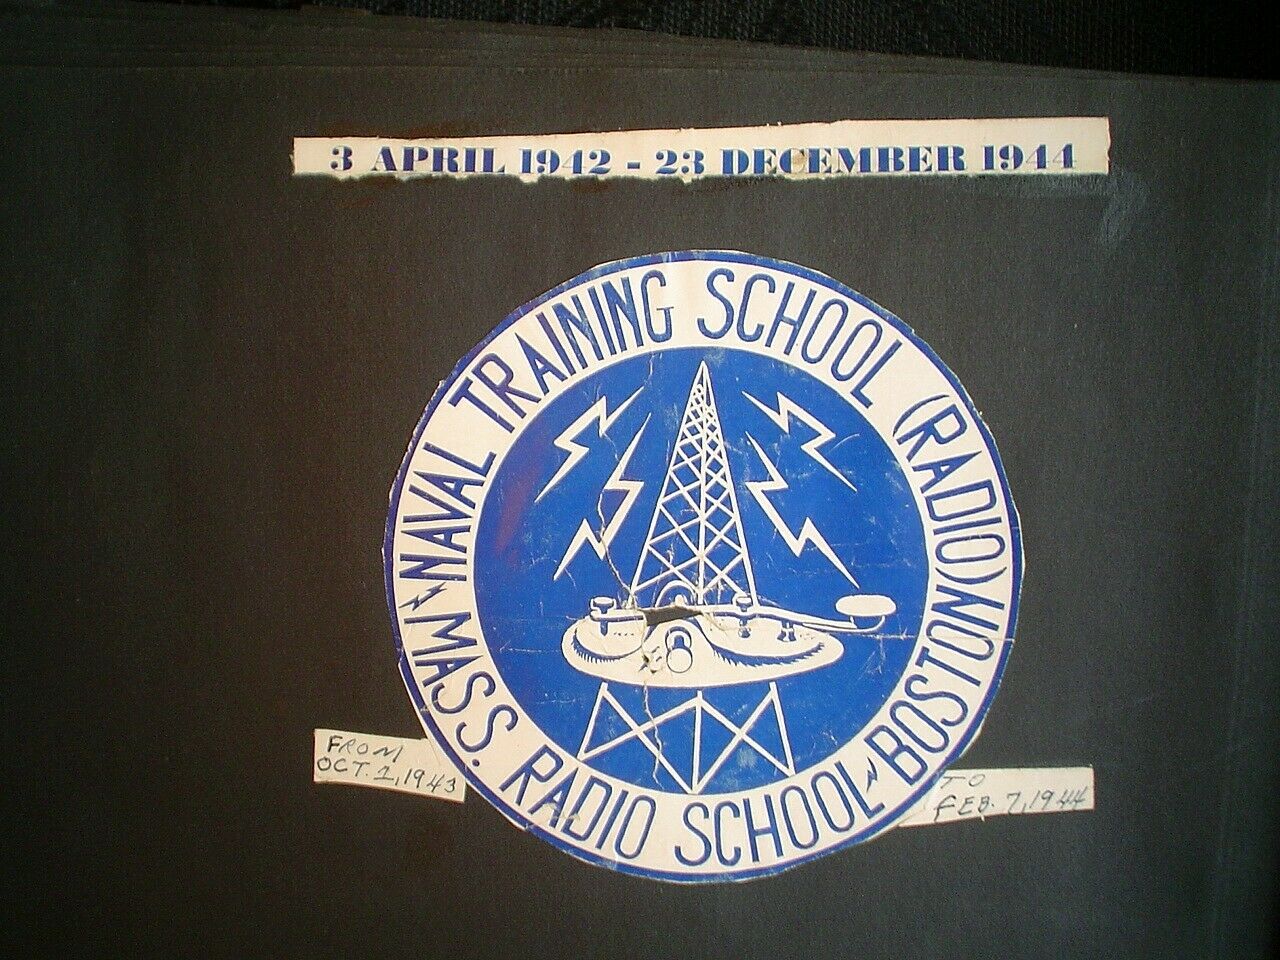 3 APRIL 1942 - 23 DECEMBER 1944
NAVAL TRAINING SCHOOL (RADIO) BOSTON
MASS. RADIO SCHOOL
FROM
OCT. 1, 1943
TO
FEB. 7, 1944